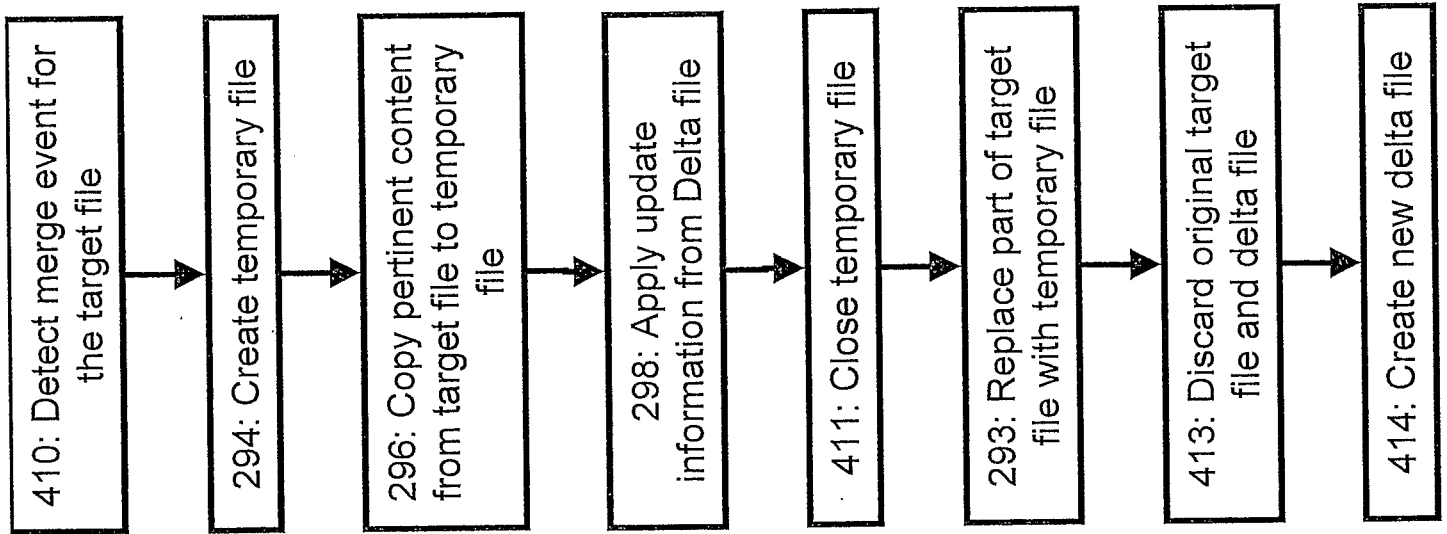 410: Detect merge event for
the target file
294: Create temporary file
296: Copy pertinent content
from target file to temporary
file
298: Apply update
information from Delta file
411: Close temporary file
293: Replace part of target
file with temporary file
413: Discard original target
file and delta file
414: Create new delta file